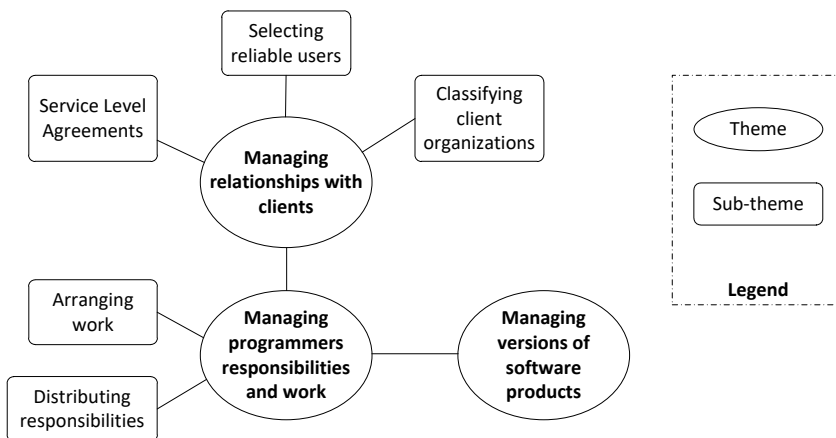 Selecting
reliable users
Service Level
Agreements
Classifying
client
organizations
Managing
relationships with
clients
Theme
Sub-theme
Legend
Arranging
work
Managing
programmers
responsibilities
and work
Managing
versions of
software
products
Distributing
responsibilities